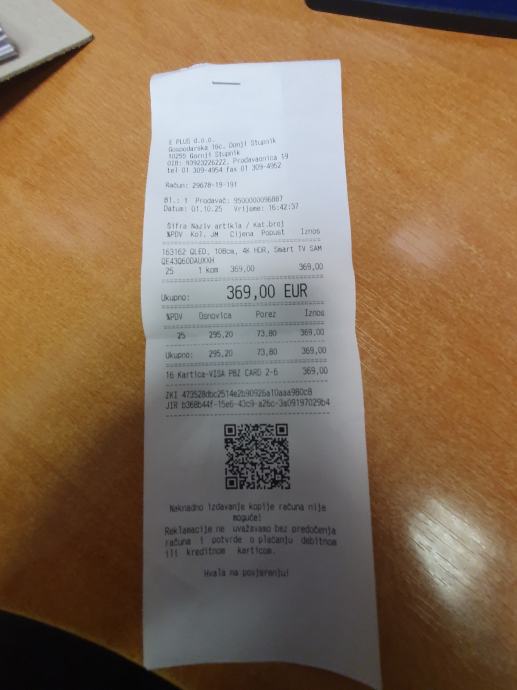 E PLUS d.o.o.
Gospodarska 16c, Donji Stupnik
10255 Gornji Stupnik
OIB: Prodavaonica 19
tel 01 309-4954 fax 01 309-4952
Račun: 29678-19-191
Bl.: 1 Prodavač: 9500000096887
Datum: 01.10.25 Vrijeme: 16:42:37
Šifra Naziv artikla / Kat.broj
%PDV Kol. JM Cijena Popust Iznos
163162 QLED, 108cm, 4K HDR, Smart TV SAM
QE43Q60DAUXXH
25 1 kom 369,00 369,00
Ukupno: 369,00 EUR
%PDV Osnovica Porez Iznos
25 295,20 73,80 369,00
Ukupno: 295,20 73,80 369,00
16 Kartica-VISA PBZ CARD 2-6 369,00
ZKI 473528dbc2514e2b90926a10aaa980c8
JIR b368b44f-15e6-43c9-a26c-3a09197029b4
Naknadno izdavanje kopije računa nije
moguće!
Reklamacije ne uvažavamo bez predočenja
računa i potvrde o plaćanju debitnom
ili kreditnom karticom.
Hvala na povjerenju!